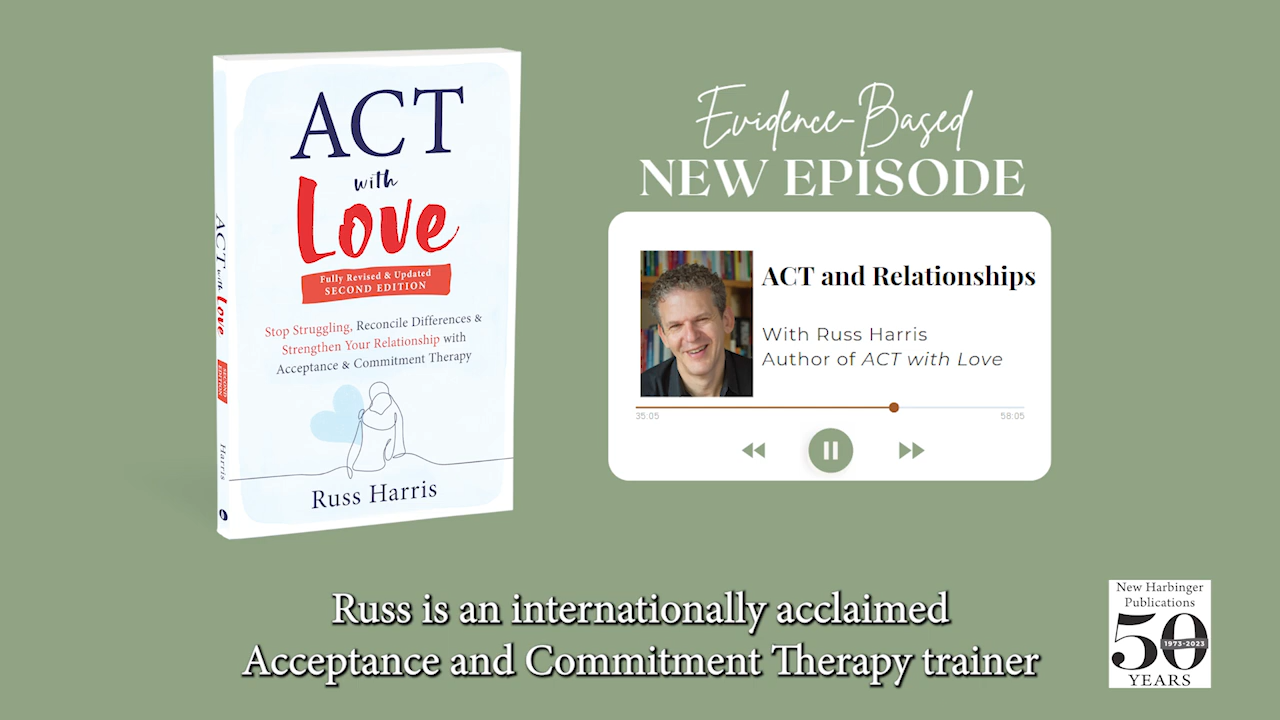 ACT
with
Love
Fully Revised & Updated
SECOND EDITION
Stop Struggling, Reconcile Differences &
Strengthen Your Relationship with
Acceptance & Commitment Therapy
Russ Harris
ACT with Love
SECOND EDITION
Harris
Evidence-Based
NEW EPISODE
ACT and Relationships
With Russ Harris
Author of ACT with Love
35:05
58:05
Russ is an internationally acclaimed
Acceptance and Commitment Therapy trainer
New Harbinger
Publications
50
1973-2023
YEARS